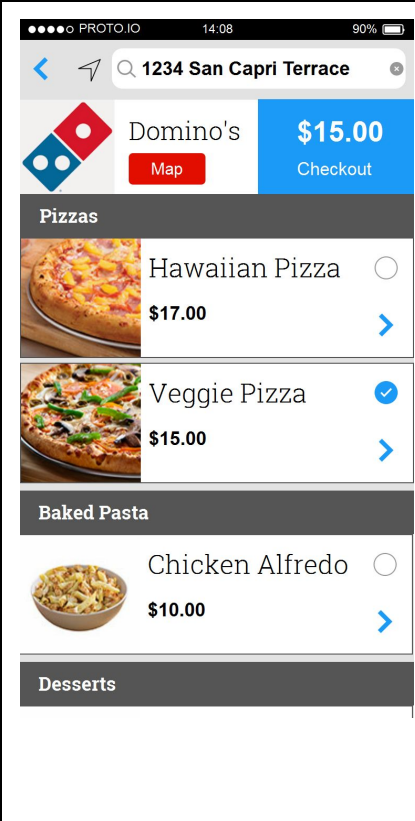 PROTO.IO 14:08 90%
1234 San Capri Terrace
Domino's
Map
$15.00
Checkout
Pizzas
Hawaiian Pizza
$17.00
Veggie Pizza
$15.00
Baked Pasta
Chicken Alfredo
$10.00
Desserts